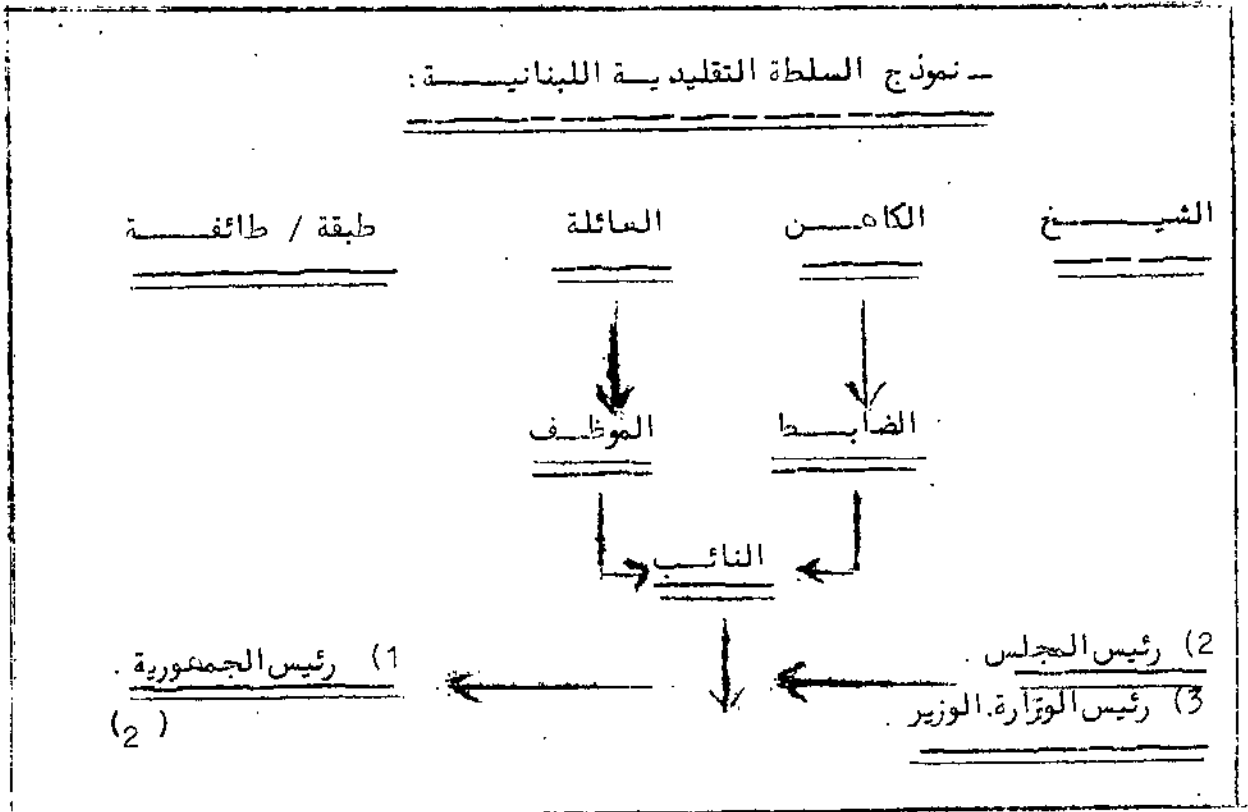 ـ نموذج السلطة التقليدية اللبنانية:
الشيخ الكاهن العائلة طبقة / طائفة
الضابط الموظف
النائب
2) رئيس المجلس . 1) رئيس الجمهورية .
3) رئيس الوزارة. الوزير (2)